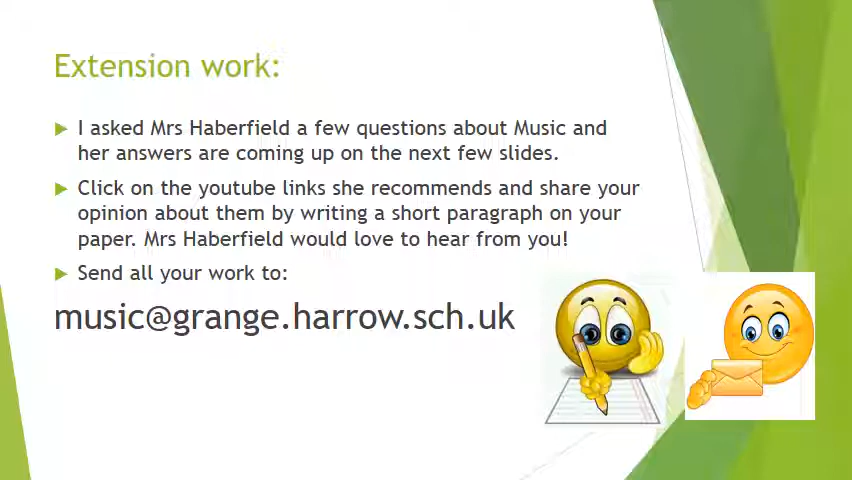 Extension work:
I asked Mrs Haberfield a few questions about Music and
her answers are coming up on the next few slides.
Click on the youtube links she recommends and share your
opinion about them by writing a short paragraph on your
paper. Mrs Haberfield would love to hear from you!
Send all your work to:
music@grange.harrow.sch.uk